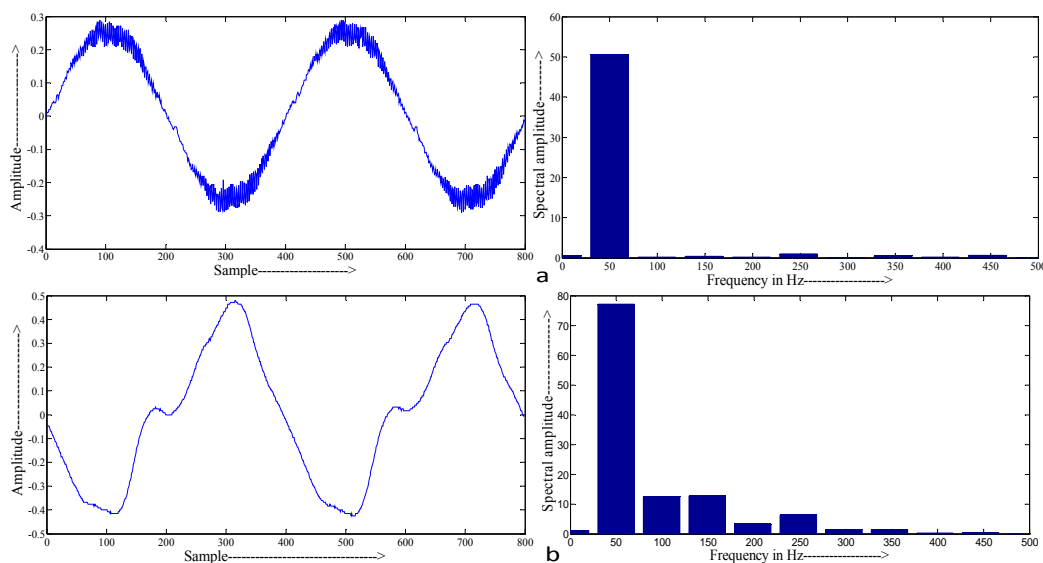 0.3
0.2
0.1
0
-0.1
-0.2
-0.3
-0.4
0 100 200 300 400 500 600 700 800
Amplitude------------------>
Sample-------------------->
60
50
40
30
20
10
0
0 50 100 150 200 250 300 350 400 450 500
Spectral amplitude------->
Frequency in Hz------------------>
a
0.5
0.4
0.3
0.2
0.1
0
-0.1
-0.2
-0.3
-0.4
-0.5
0 100 200 300 400 500 600 700 800
Amplitude------------------>
Sample-------------------------------->
80
70
60
50
40
30
20
10
0
0 50 100 150 200 250 300 350 400 450 500
Spectral amplitude---------->
Frequency in Hz------------------>
b